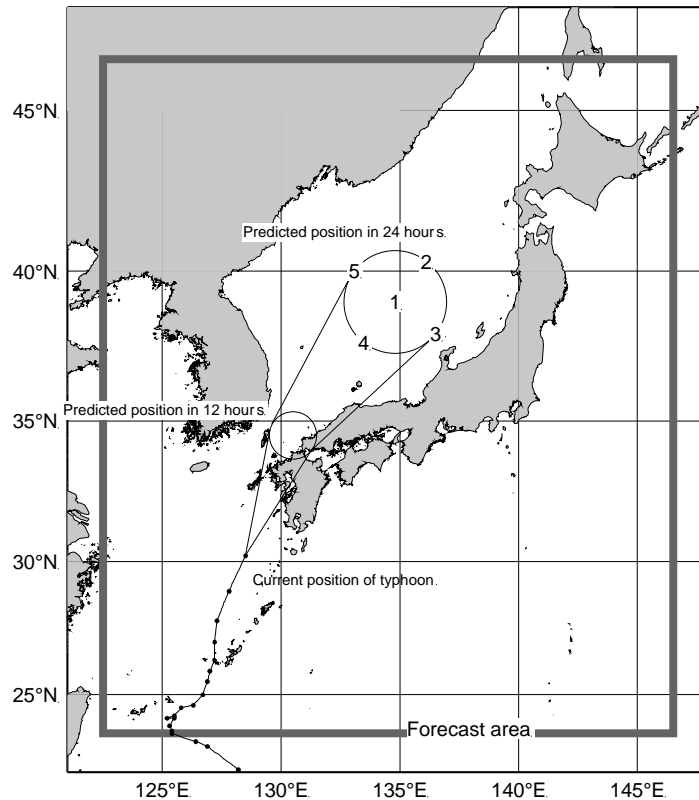 45°N
Predicted position in 24 hours
40°N
5
2
1
4
3
Predicted position in 12 hours
35°N
30°N
Current position of typhoon
25°N
Forecast area
125°E
130°E
135°E
140°E
145°E